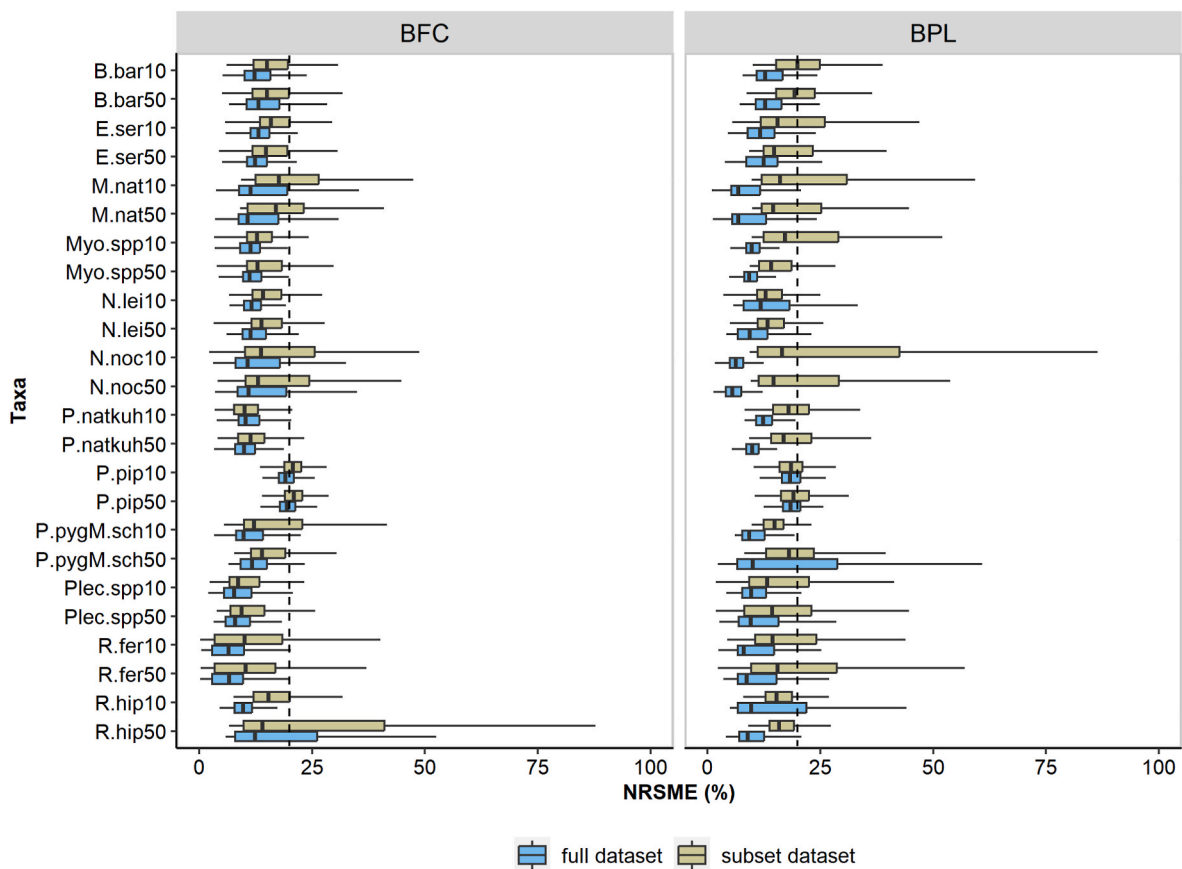 BFC
BPL
B.bar10
B.bar50
E.ser10
E.ser50
M.nat10
M.nat50
Myo.spp10
Myo.spp50
N.lei10
N.lei50
N.noc10
N.noc50
P.natkuh10
P.natkuh50
P.pip10
P.pip50
P.pygM.sch10
P.pygM.sch50
Plec.spp10
Plec.spp50
R.fer10
R.fer50
R.hip10
R.hip50
Taxa
0 25 50 75 100
0 25 50 75 100
NRSME (%)
full dataset
subset dataset